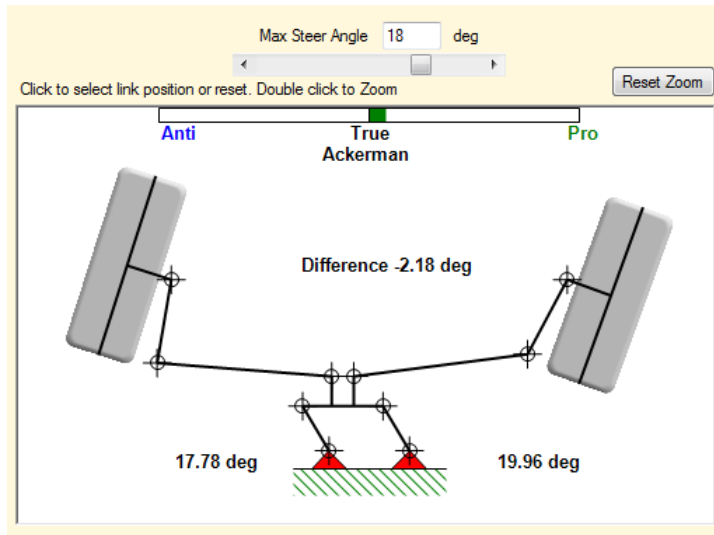 Max Steer Angle 18 deg
Click to select link position or reset. Double click to Zoom
Reset Zoom
Anti True Pro
Ackerman
Difference -2.18 deg
17.78 deg 19.96 deg